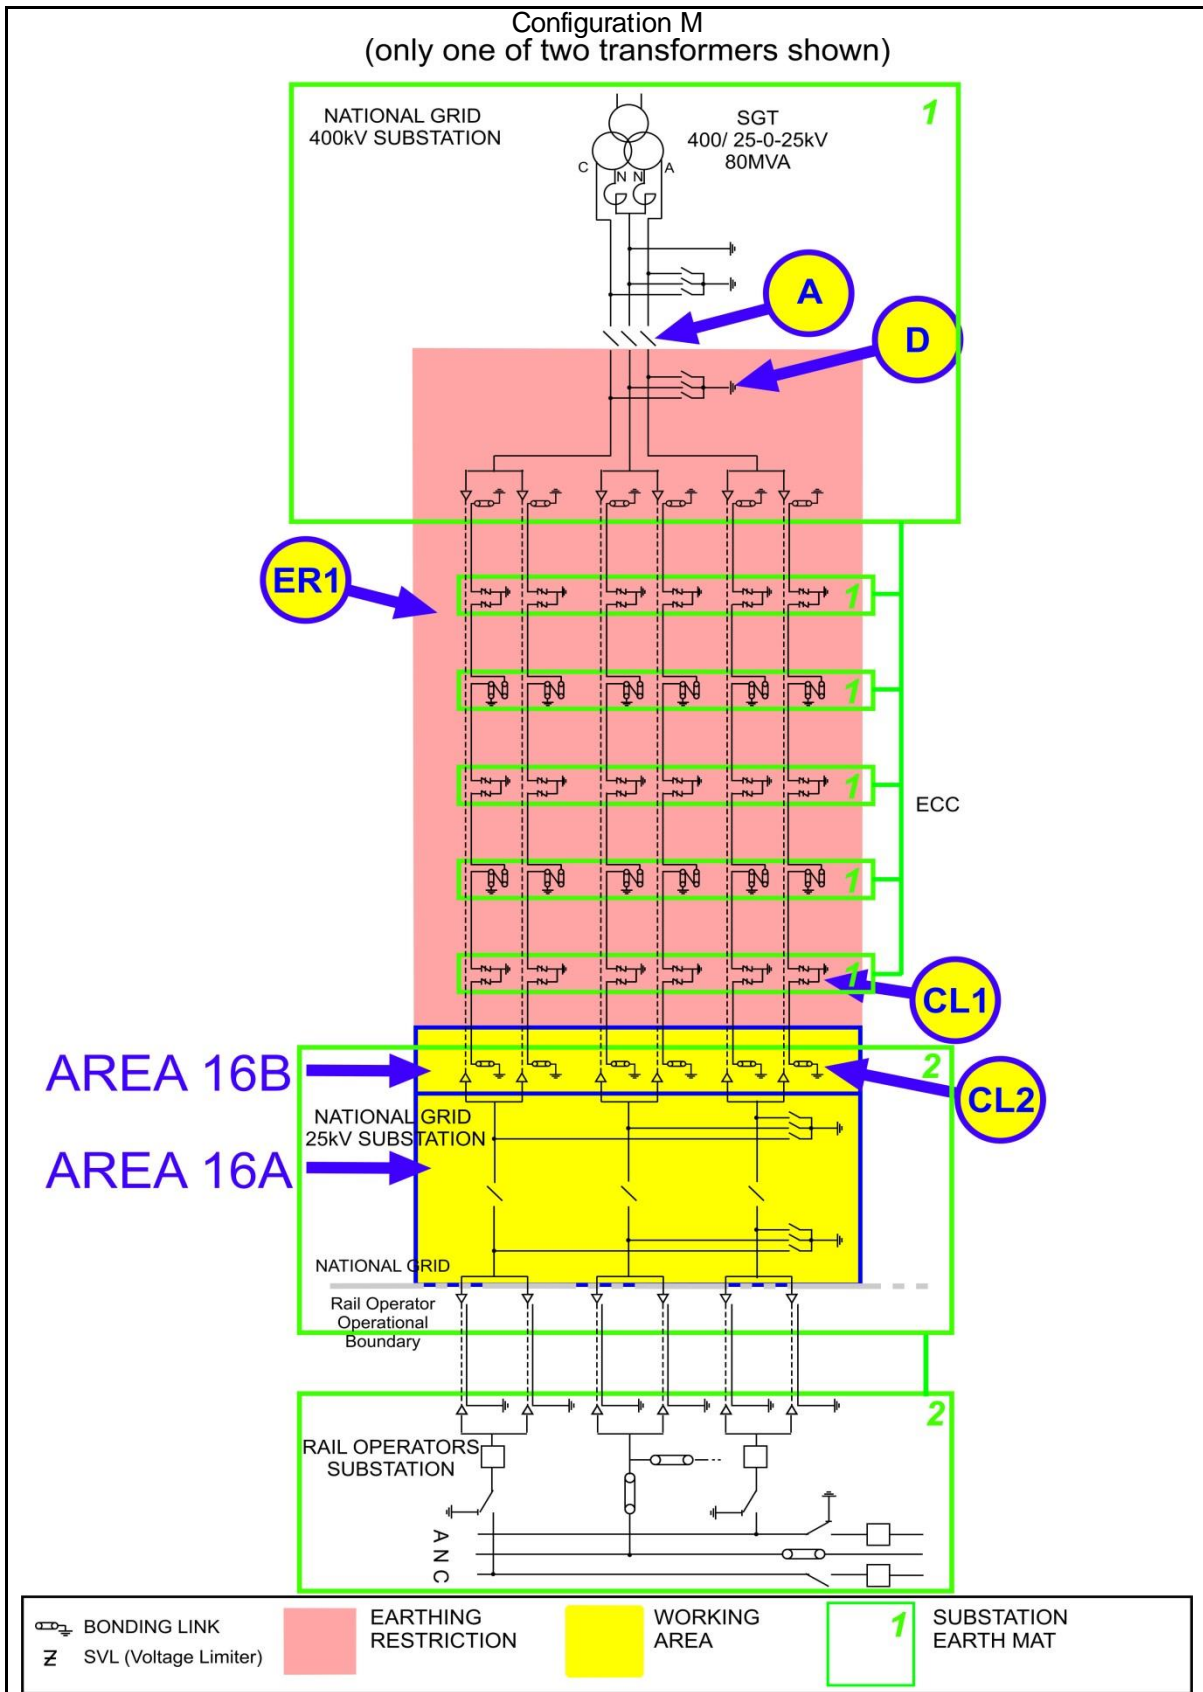 Configuration M
(only one of two transformers shown)
NATIONAL GRID
400kV SUBSTATION
SGT
400/ 25-0-25kV
80MVA
1
C
N N
A
A
D
ER1
1
1
1
1
1
ECC
CL1
AREA 16B
2
CL2
NATIONAL GRID
25kV SUBSTATION
AREA 16A
NATIONAL GRID
Rail Operator
Operational
Boundary
2
RAIL OPERATORS
SUBSTATION
A
N
C
BONDING LINK
SVL (Voltage Limiter)
EARTHING
RESTRICTION
WORKING
AREA
1
SUBSTATION
EARTH MAT